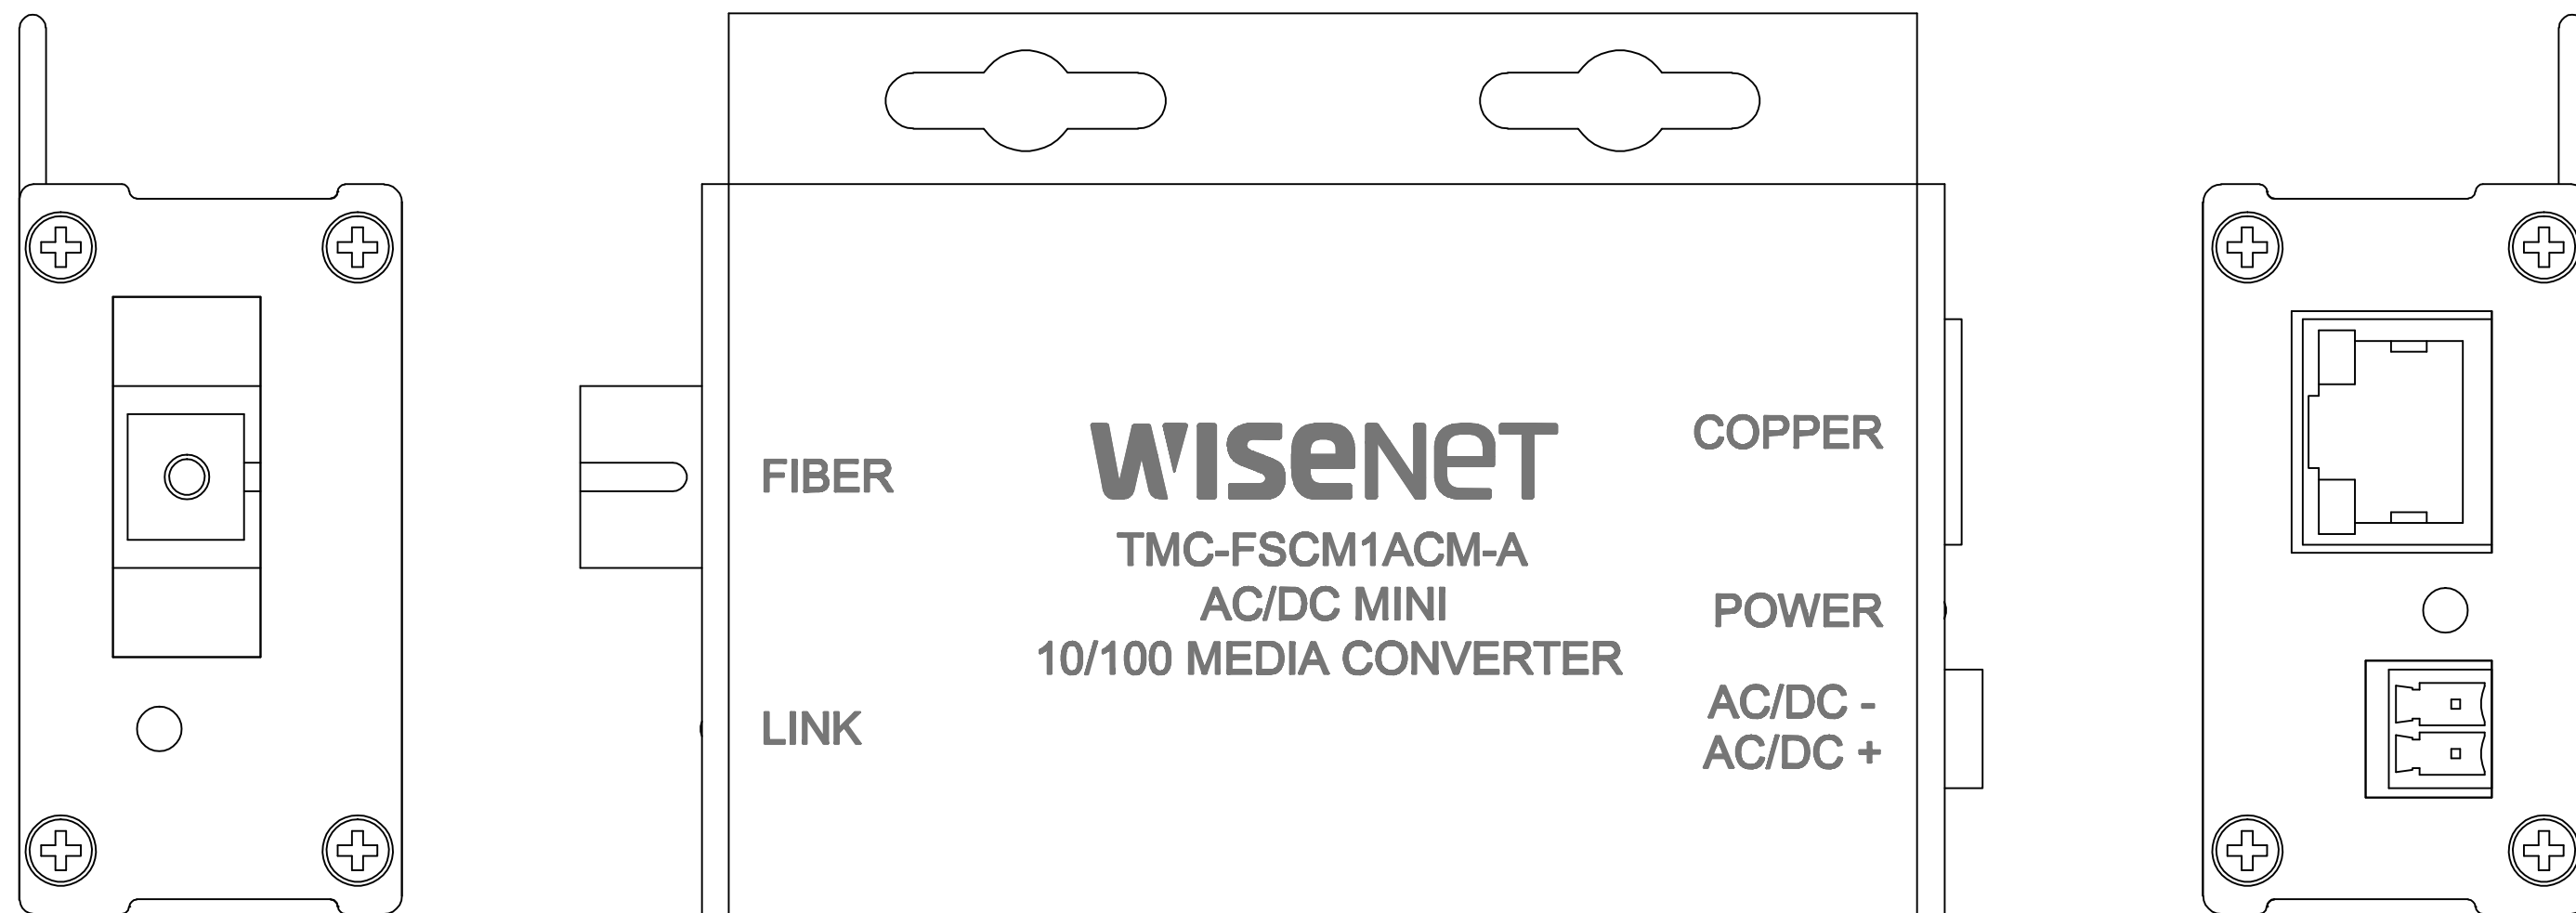 FIBER
LINK
WISENET
TMC-FSCM1ACM-A
AC/DC MINI
10/100 MEDIA CONVERTER
COPPER
POWER
AC/DC -
AC/DC +